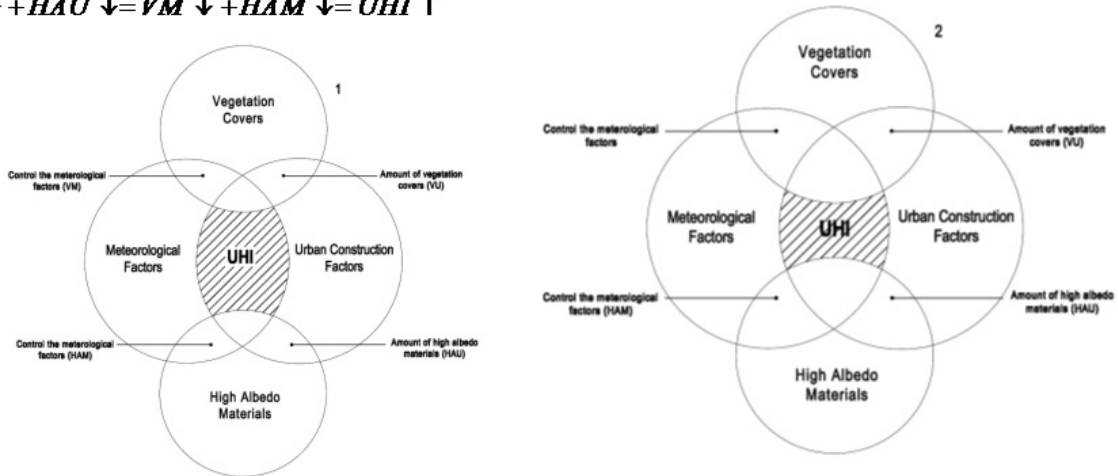 +HAU ↓=VM ↓ +HAM ↓= UHI ↑
1
Vegetation
Covers
Control the meterological
factors (VM)
Amount of vegetation
covers (VU)
Meteorological
Factors
UHI
Urban Construction
Factors
Control the meterological
factors (HAM)
Amount of high albedo
materials (HAU)
High Albedo
Materials
2
Vegetation
Covers
Control the meterological
factors
Amount of vegetation
covers (VU)
Meteorological
Factors
UHI
Urban Construction
Factors
Control the meterological
factors (HAM)
Amount of high albedo
materials (HAU)
High Albedo
Materials